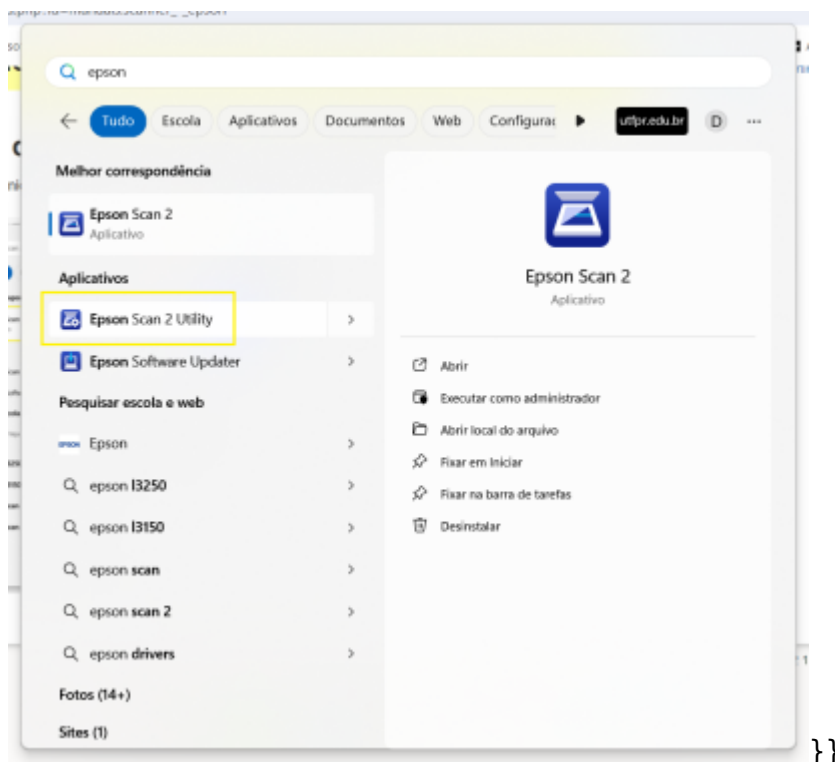 epson
Tudo Escola Aplicativos Documentos Web Configuraç utfpr.edu.br D ...
Melhor correspondência
Epson Scan 2
Aplicativo
Epson Scan 2
Aplicativo
Aplicativos
Epson Scan 2 Utility
Epson Software Updater
Abrir
Executar como administrador
Abrir local do arquivo
Fixar em Iniciar
Fixar na barra de tarefas
Desinstalar
Pesquisar escola e web
EPSON Epson
epson l3250
epson l3150
epson scan
epson scan 2
epson drivers
Fotos (14+)
Sites (1)
}}